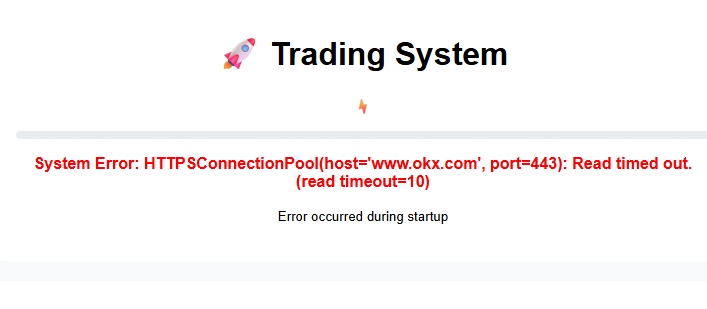 🚀 Trading System
⚡
System Error: HTTPSConnectionPool(host='www.okx.com', port=443): Read timed out.
(read timeout=10)
Error occurred during startup